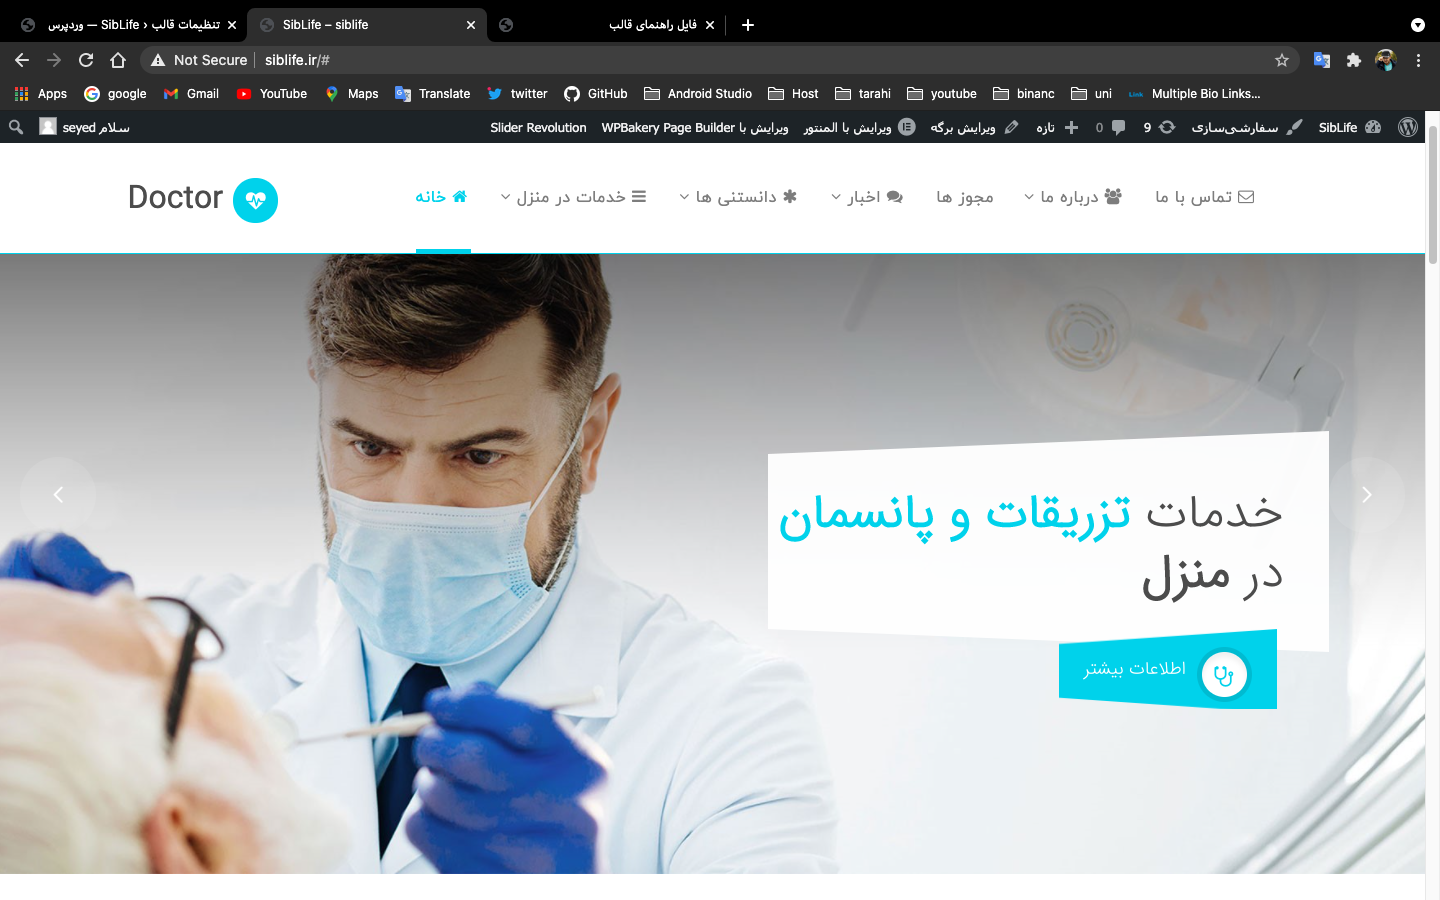 تنظیمات قالب ‹ SibLife — وردپرس
SibLife – siblife
فایل راهنمای قالب
Not Secure siblife.ir/#
Apps google Gmail YouTube Maps Translate twitter GitHub Android Studio Host tarahi youtube binanc uni Multiple Bio Links...
SibLife سفارشی‌سازی 9 0 تازه ویرایش برگه ویرایش با المنتور ویرایش با WPBakery Page Builder Slider Revolution سلام seyed
Doctor
خانه خدمات در منزل دانستنی ها اخبار مجوز ها درباره ما تماس با ما
خدمات تزریقات و پانسمان
در منزل
اطلاعات بیشتر